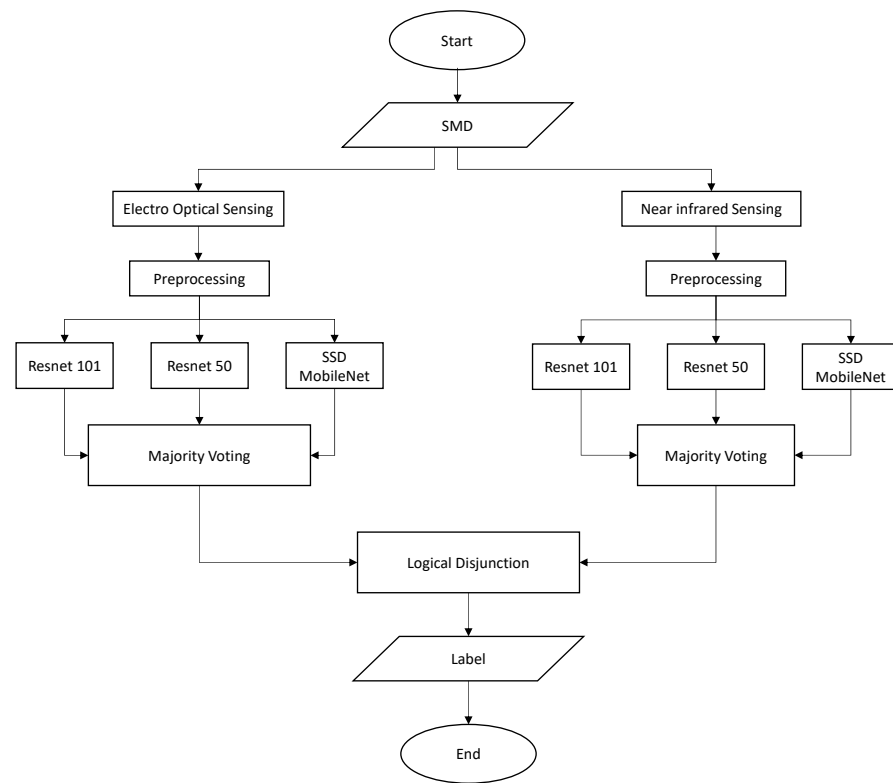 Start
SMD
Electro Optical Sensing
Near infrared Sensing
Preprocessing
Preprocessing
Resnet 101
Resnet 50
SSD
MobileNet
Resnet 101
Resnet 50
SSD
MobileNet
Majority Voting
Majority Voting
Logical Disjunction
Label
End